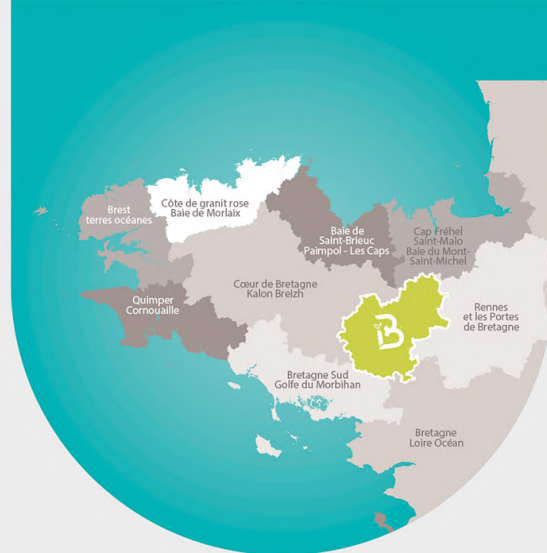 Brest
terres océanes
Côte de granit rose
Baie de Morlaix
Baie de
Saint-Brieuc
Paimpol - Les Caps
Cap Fréhel
Saint-Malo
Baie du Mont-
Saint-Michel
Cœur de Bretagne
Kalon Breizh
Quimper
Cornouaille
Rennes
et les Portes
de Bretagne
Bretagne Sud
Golfe du Morbihan
Bretagne
Loire Océan